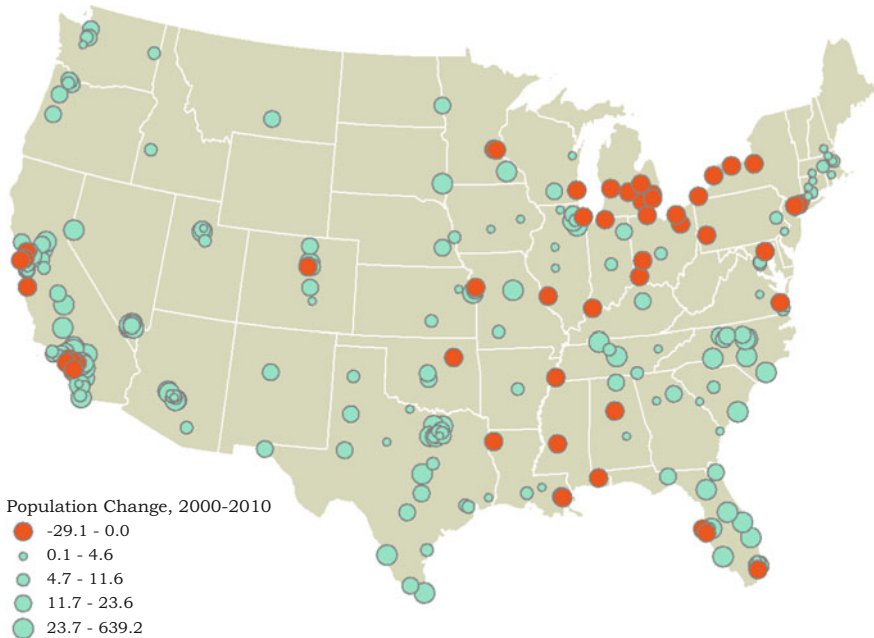 Population Change, 2000-2010
-29.1 - 0.0
0.1 - 4.6
4.7 - 11.6
11.7 - 23.6
23.7 - 639.2